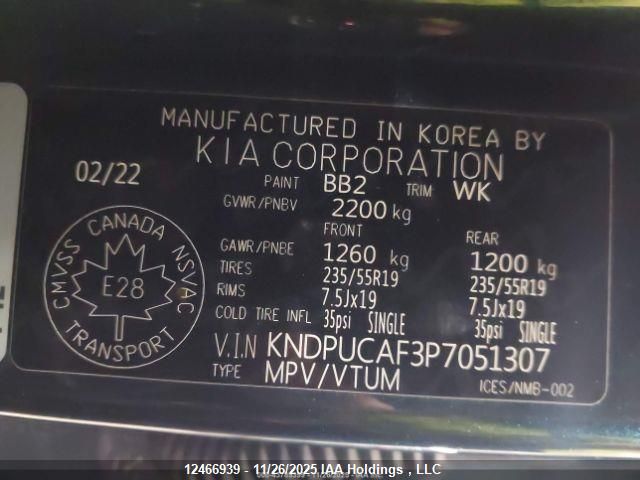 MANUFACTURED IN KOREA BY
KIA CORPORATION
02/22
PAINT BB2 TRIM WK
GVWR/PNBV 2200 kg
FRONT REAR
GAWR/PNBE 1260 kg 1200 kg
TIRES 235/55R19 235/55R19
RIMS 7.5Jx19 7.5Jx19
COLD TIRE INFL 35psi SINGLE 35psi SINGLE
V.I.N KNDPUCAF3P7051307
TYPE MPV/VTUM
ICES/NMB-002
CMVSS CANADA NSVAC
E28
TRANSPORT
12466939 - 11/26/2025 IAA Holdings , LLC